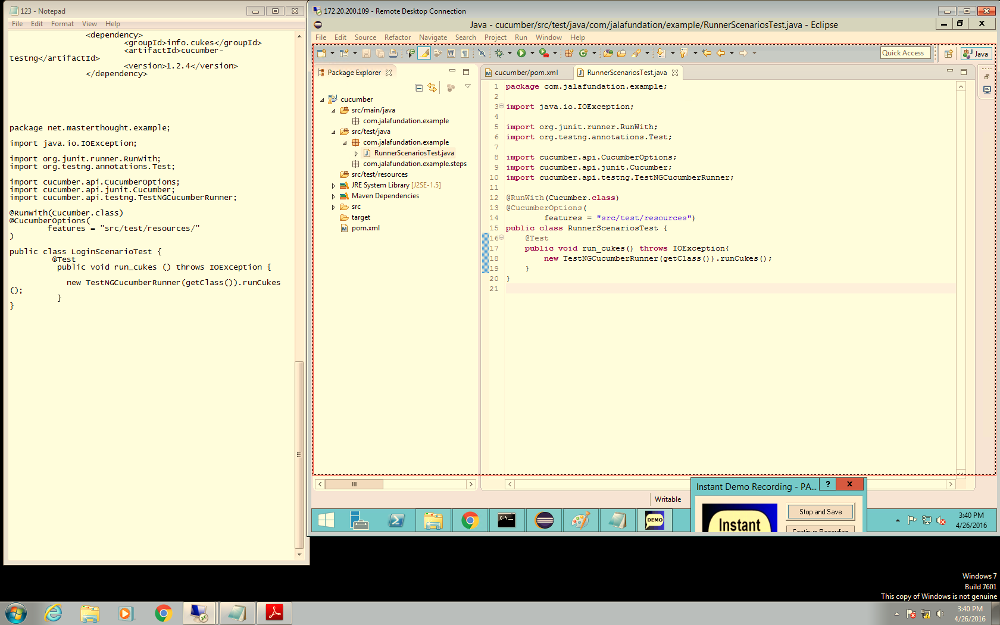 123 - Notepad
File Edit Format View Help
<dependency>
<groupId>info.cukes</groupId>
<artifactId>cucumber-
testng</artifactId>
<version>1.2.4</version>
</dependency>
package net.masterthought.example;
import java.io.IOException;
import org.junit.runner.RunWith;
import org.testng.annotations.Test;
import cucumber.api.CucumberOptions;
import cucumber.api.junit.Cucumber;
import cucumber.api.testng.TestNGCucumberRunner;
@RunWith(Cucumber.class)
@CucumberOptions(
features = "src/test/resources/"
)
public class LoginScenarioTest {
@Test
public void run_cukes () throws IOException {
new TestNGCucumberRunner(getClass()).runCukes
();
}
}
172.20.200.109 - Remote Desktop Connection
Java - cucumber/src/test/java/com/jalafundation/example/RunnerScenariosTest.java - Eclipse
File Edit Source Refactor Navigate Search Project Run Window Help
Quick Access
Java
Package Explorer
cucumber
src/main/java
com.jalafundation.example
src/test/java
com.jalafundation.example
RunnerScenariosTest.java
com.jalafundation.example.steps
src/test/resources
JRE System Library [J2SE-1.5]
Maven Dependencies
src
target
pom.xml
cucumber/pom.xml
RunnerScenariosTest.java
1 package com.jalafundation.example;
2
3 import java.io.IOException;
4
5 import org.junit.runner.RunWith;
6 import org.testng.annotations.Test;
7
8 import cucumber.api.CucumberOptions;
9 import cucumber.api.junit.Cucumber;
10 import cucumber.api.testng.TestNGCucumberRunner;
11
12 @RunWith(Cucumber.class)
13 @CucumberOptions(
14 features = "src/test/resources")
15 public class RunnerScenariosTest {
16 @Test
17 public void run_cukes() throws IOException{
18 new TestNGCucumberRunner(getClass()).runCukes();
19 }
20 }
21
Writable
Instant Demo Recording - PA...
?
Instant
Stop and Save
Continue Recording
C:\_
DEMO
3:40 PM
4/26/2016
Windows 7
Build 7601
This copy of Windows is not genuine
3:40 PM
4/26/2016